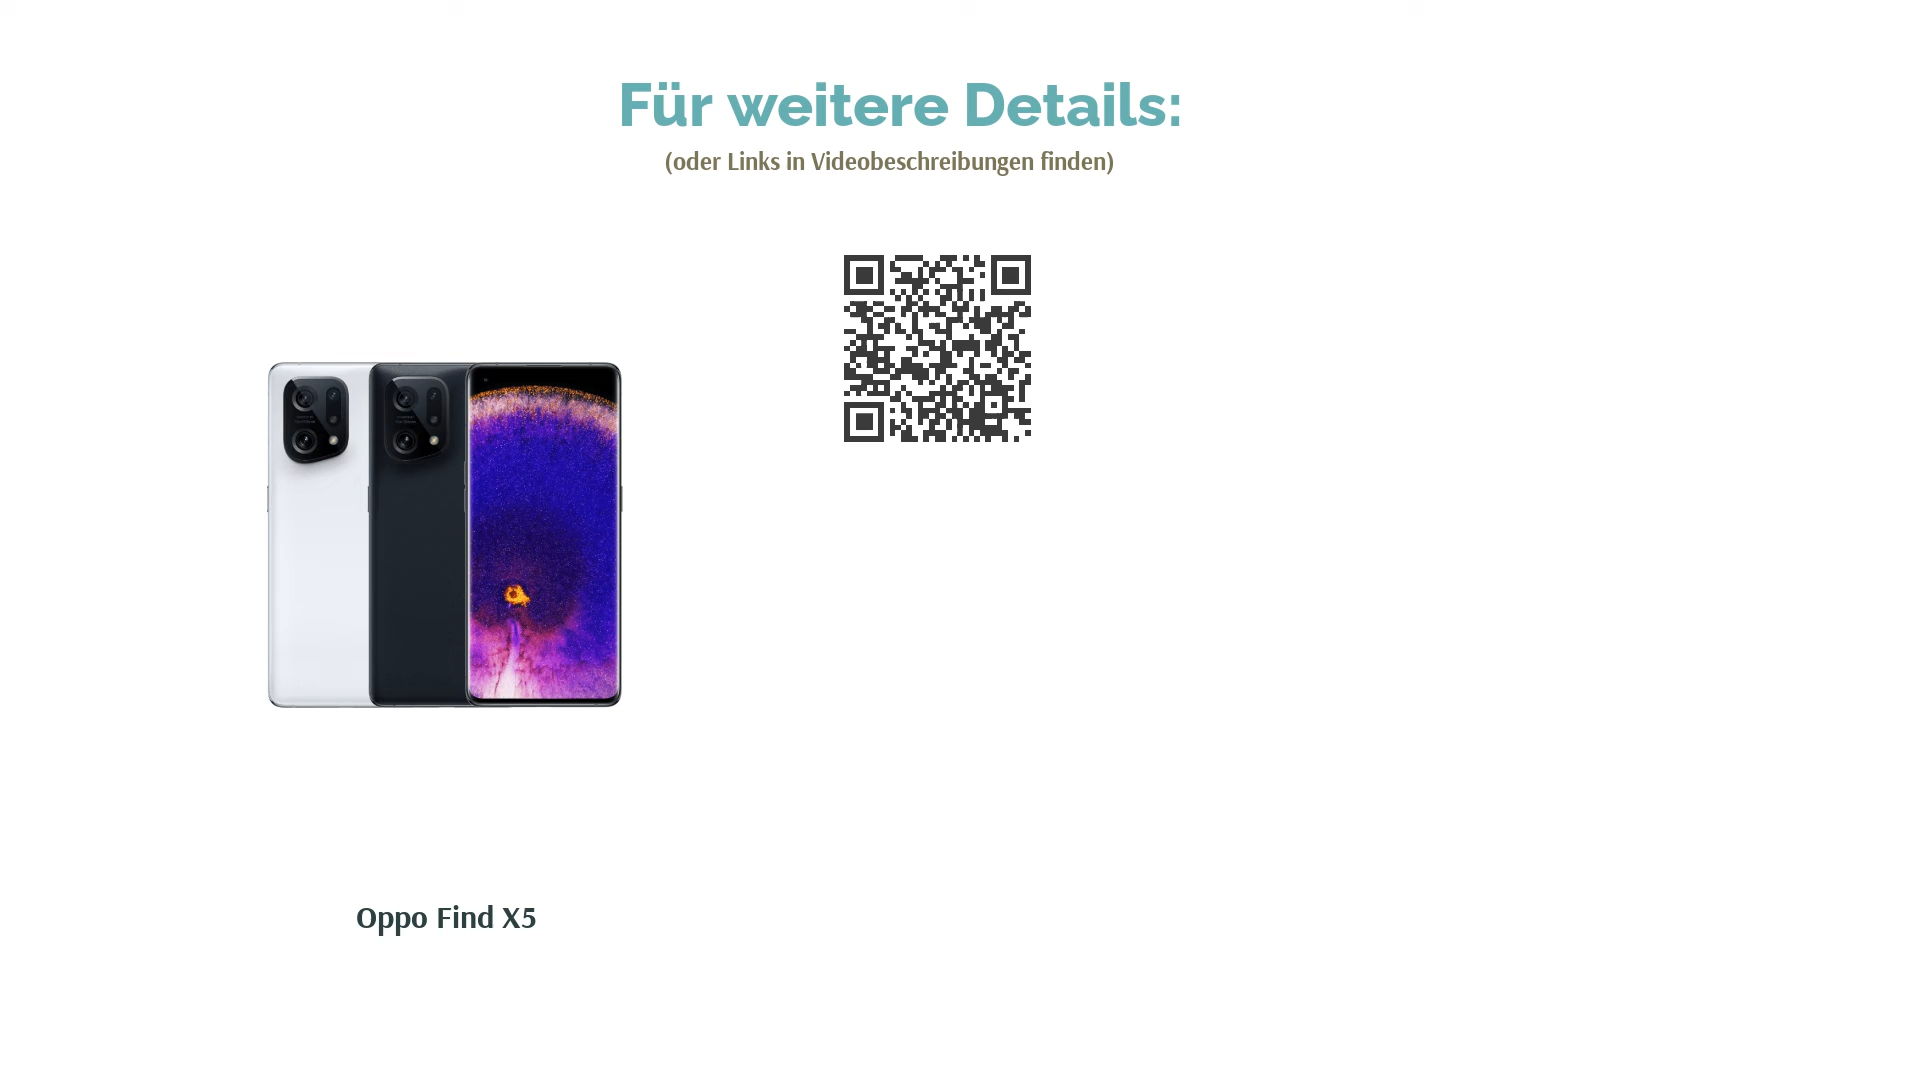 Für weitere Details:
(oder Links in Videobeschreibungen finden)
Oppo Find X5